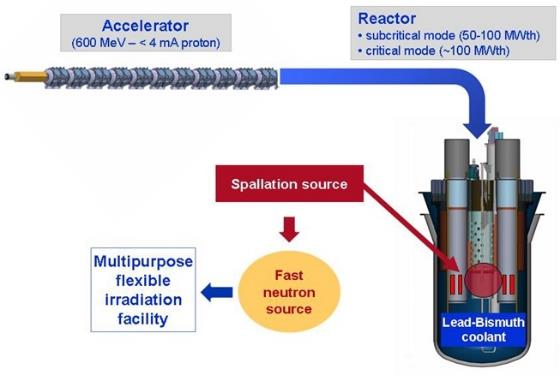 Accelerator
(600 MeV – < 4 mA proton)
Reactor
• subcritical mode (50-100 MWth)
• critical mode (~100 MWth)
Spallation source
Multipurpose
flexible
irradiation
facility
Fast
neutron
source
Lead-Bismuth
coolant